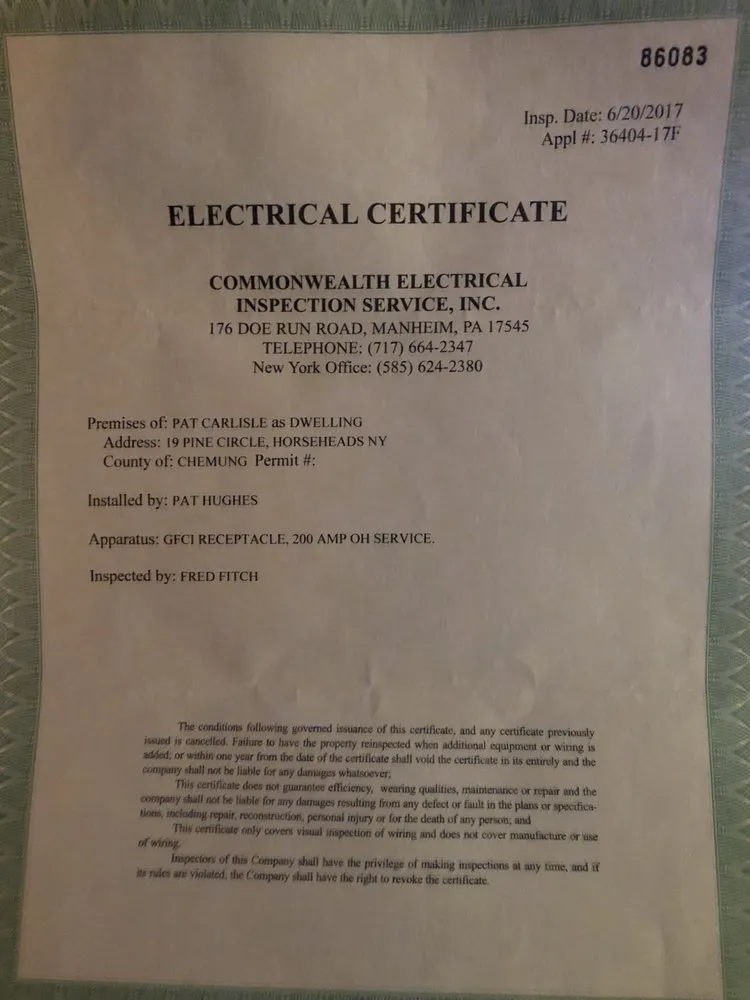 86083
Insp. Date: 6/20/2017
Appl #: 36404-17F
ELECTRICAL CERTIFICATE
COMMONWEALTH ELECTRICAL
INSPECTION SERVICE, INC.
176 DOE RUN ROAD, MANHEIM, PA 17545
TELEPHONE: (717) 664-2347
New York Office: (585) 624-2380
Premises of: PAT CARLISLE as DWELLING
Address: 19 PINE CIRCLE, HORSEHEADS NY
County of: CHEMUNG Permit #:
Installed by: PAT HUGHES
Apparatus: GFCI RECEPTACLE, 200 AMP OH SERVICE.
Inspected by: FRED FITCH
The conditions following governed issuance of this certificate, and any certificate previously
issued is cancelled. Failure to have the property reinspected when additional equipment or wiring is
added, or within one year from the date of the certificate shall void the certificate in its entirely and the
company shall not be liable for any damages whatsoever;
This certificate does not guarantee efficiency, wearing qualities, maintenance or repair and the
company shall not be liable for any damages resulting from any defect or fault in the plans or specifica-
tions, including repair, reconstruction, personal injury or for the death of any person; and
This certificate only covers visual inspection of wiring and does not cover manufacture or use
of wiring.
Inspectors of this Company shall have the privilege of making inspections at any time, and if
its rules are violated, the Company shall have the right to revoke the certificate.